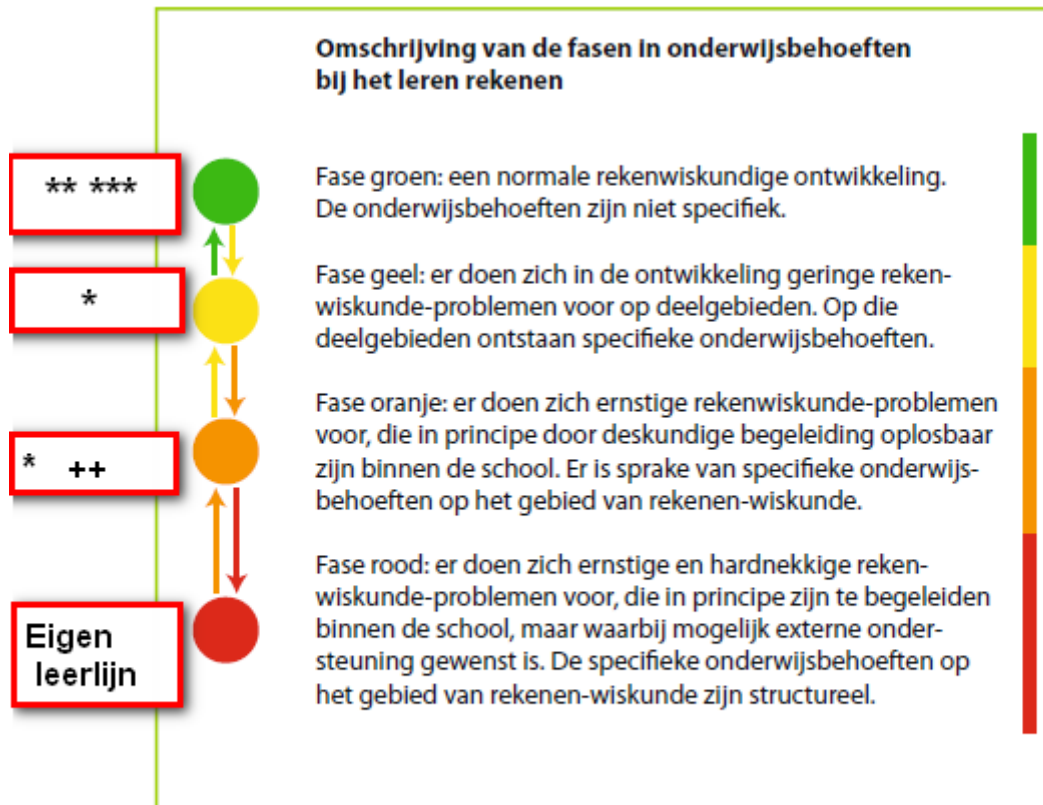 Omschrijving van de fasen in onderwijsbehoeften
bij het leren rekenen
** ***
Fase groen: een normale rekenwiskundige ontwikkeling.
De onderwijsbehoeften zijn niet specifiek.
*
Fase geel: er doen zich in de ontwikkeling geringe reken-
wiskunde-problemen voor op deelgebieden. Op die
deelgebieden ontstaan specifieke onderwijsbehoeften.
* ++
Fase oranje: er doen zich ernstige rekenwiskunde-problemen
voor, die in principe door deskundige begeleiding oplosbaar
zijn binnen de school. Er is sprake van specifieke onderwijs-
behoeften op het gebied van rekenen-wiskunde.
Eigen
leerlijn
Fase rood: er doen zich ernstige en hardnekkige reken-
wiskunde-problemen voor, die in principe zijn te begeleiden
binnen de school, maar waarbij mogelijk externe onder-
steuning gewenst is. De specifieke onderwijsbehoeften op
het gebied van rekenen-wiskunde zijn structureel.